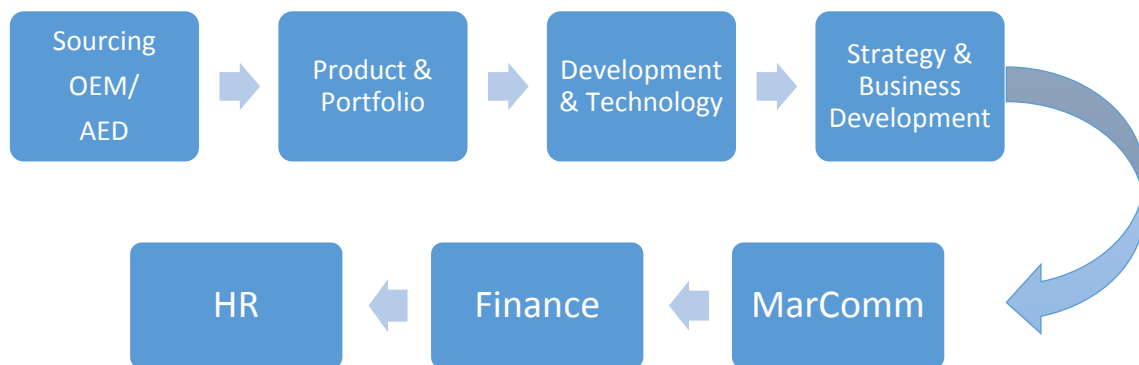 Sourcing
OEM/
AED
Product &
Portfolio
Development
& Technology
Strategy &
Business
Development
MarComm
Finance
HR